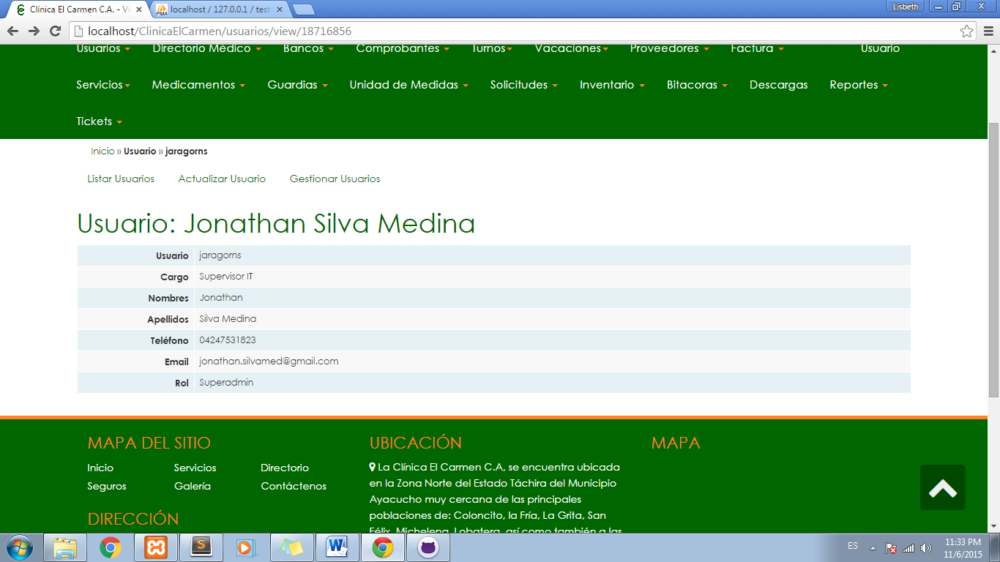 Clínica El Carmen C.A. - Vi
localhost / 127.0.0.1 / test
Lisbeth
localhost/ClinicaElCarmen/usuarios/view/18716856
Usuarios Directorio Médico Bancos Comprobantes Turnos Vacaciones Proveedores Factura Usuario
Servicios Medicamentos Guardias Unidad de Medidas Solicitudes Inventario Bitacoras Descargas Reportes
Tickets
Inicio » Usuario » jaragorns
Listar Usuarios Actualizar Usuario Gestionar Usuarios
Usuario: Jonathan Silva Medina
Usuario jaragorns
Cargo Supervisor IT
Nombres Jonathan
Apellidos Silva Medina
Teléfono 04247531823
Email jonathan.silvamed@gmail.com
Rol Superadmin
MAPA DEL SITIO
Inicio Servicios Directorio
Seguros Galería Contáctenos
DIRECCIÓN
UBICACIÓN
La Clínica El Carmen C.A, se encuentra ubicada
en la Zona Norte del Estado Táchira del Municipio
Ayacucho muy cercana de las principales
poblaciones de: Coloncito, la Fría, La Grita, San
Félix, Michelena, Lobatera, así como también a las
MAPA
ES
11:33 PM
11/6/2015